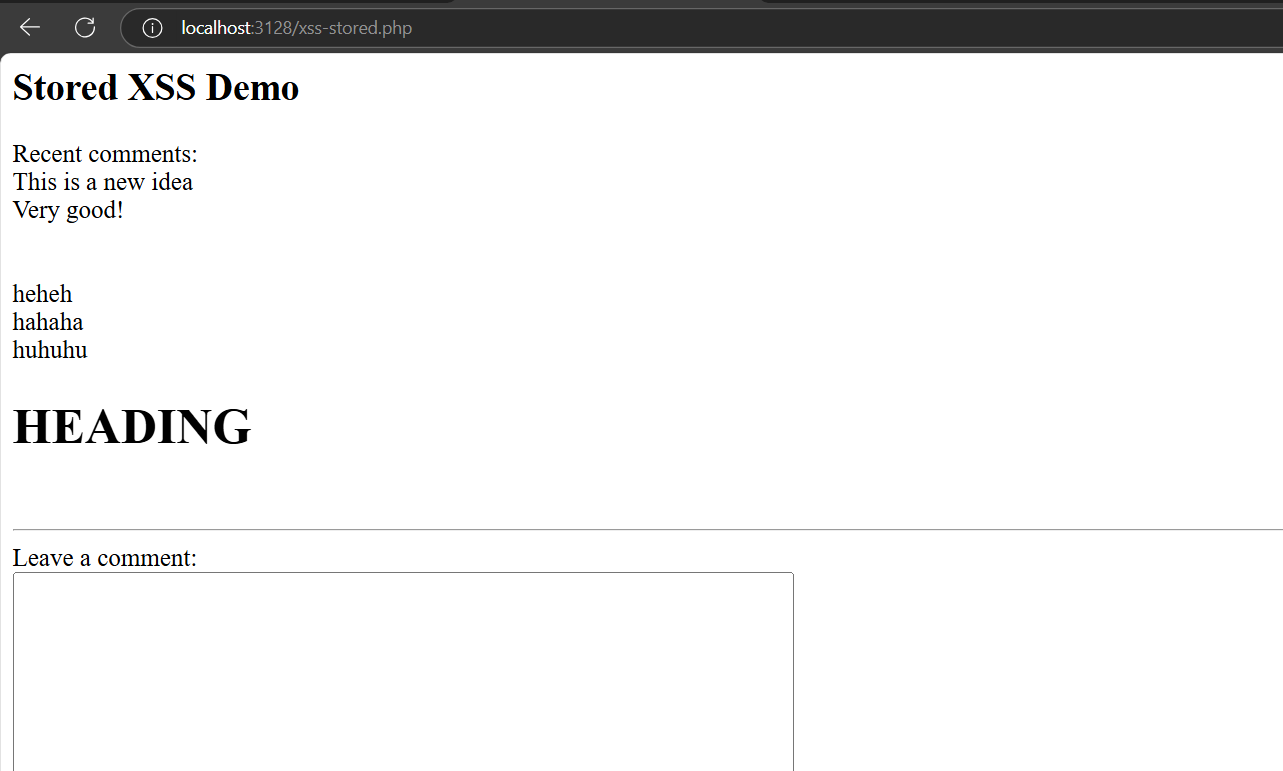 localhost:3128/xss-stored.php
Stored XSS Demo
Recent comments:
This is a new idea
Very good!
heheh
hahaha
huhuhu
HEADING
Leave a comment: